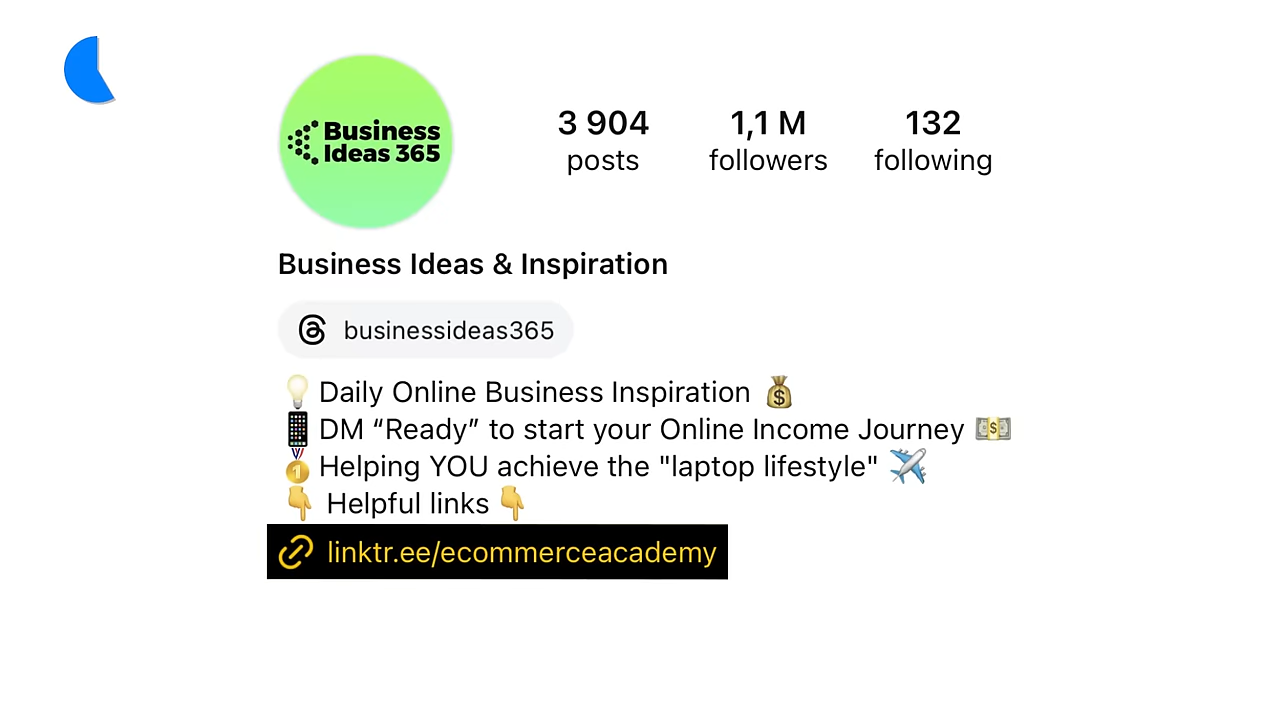 Business
Ideas 365
3 904
posts
1,1 M
followers
132
following
Business Ideas & Inspiration
businessideas365
💡 Daily Online Business Inspiration 💰
📱 DM “Ready” to start your Online Income Journey 💵
🥇 Helping YOU achieve the "laptop lifestyle" ✈️
👇 Helpful links 👇
linktr.ee/ecommerceacademy